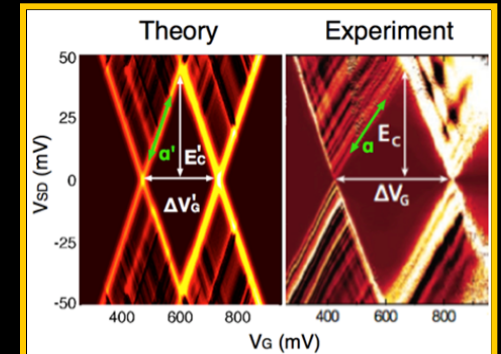 Theory
Experiment
50
25
0
-25
-50
VSD (mV)
a'
E'C
ΔV'G
a
EC
ΔVG
400
600
800
400
600
800
VG (mV)